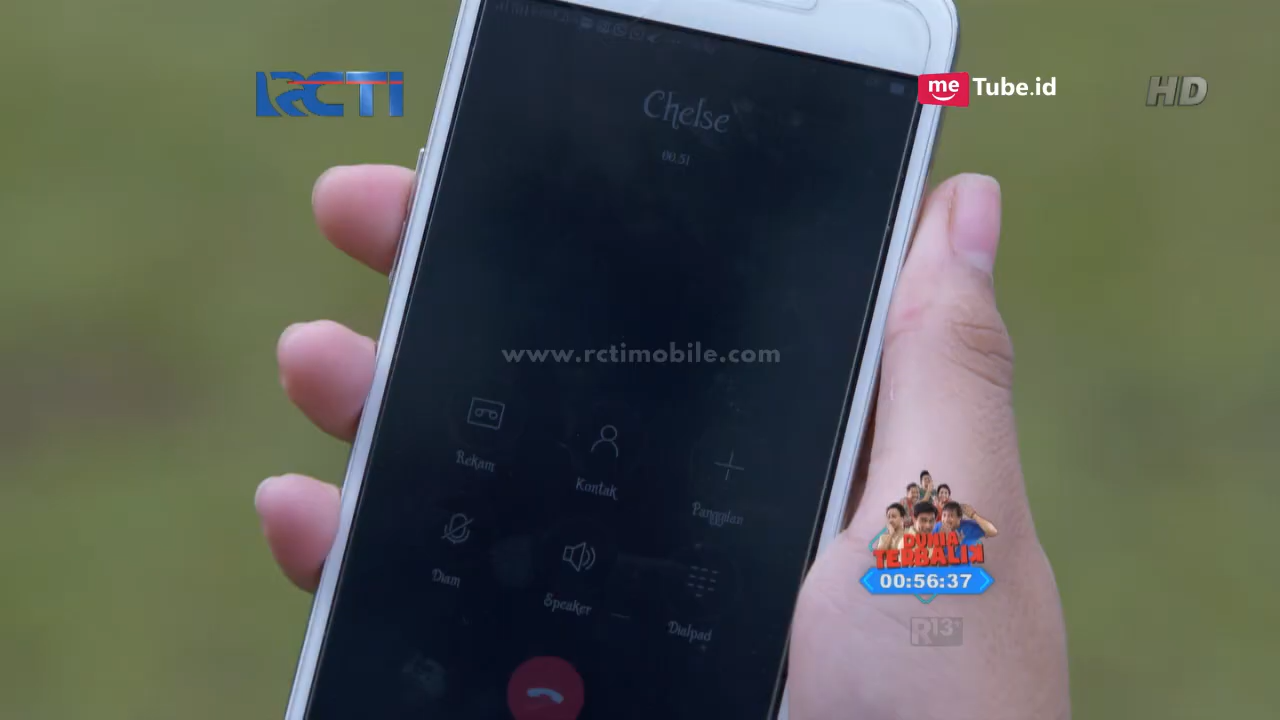 RCTI
me Tube.id
HD
Chelse
00:51
www.rctimobile.com
Rekam
Kontak
Panggilan
Diam
Speaker
Dialpad
DUNIA
TERBALIK
00:56:37
R13+